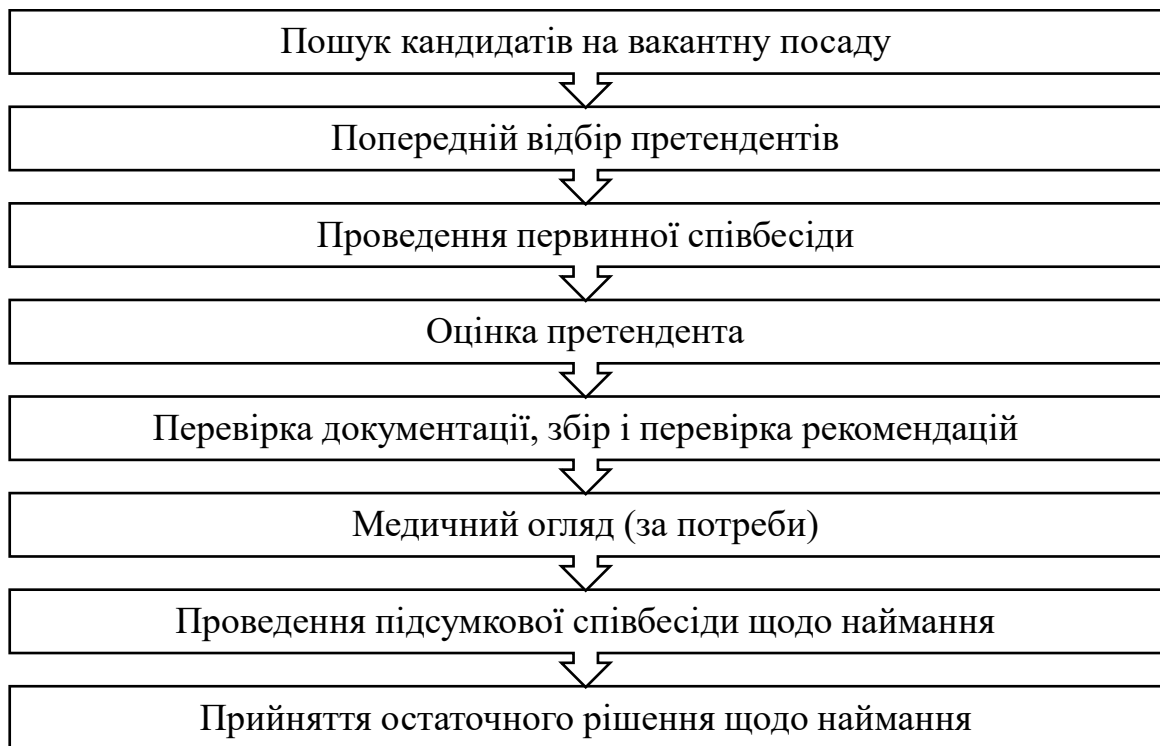 Пошук кандидатів на вакантну посаду
Попередній відбір претендентів
Проведення первинної співбесіди
Оцінка претендента
Перевірка документації, збір і перевірка рекомендацій
Медичний огляд (за потреби)
Проведення підсумкової співбесіди щодо наймання
Прийняття остаточного рішення щодо наймання